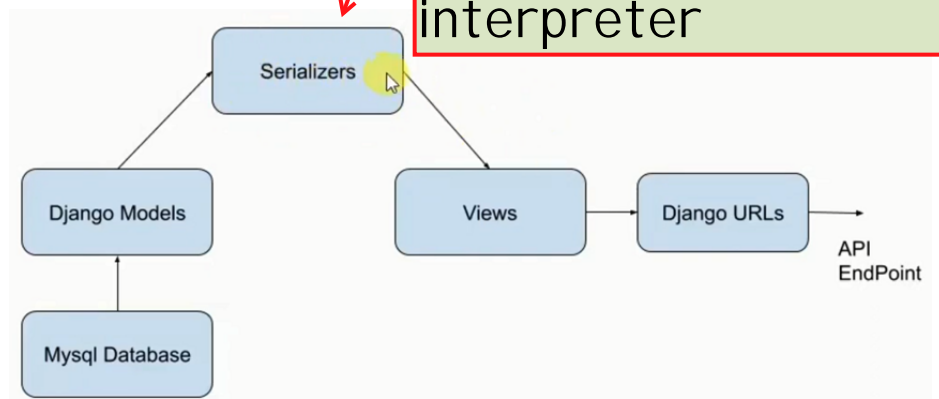 interpreter
Serializers
Django Models
Views
Django URLs
API
EndPoint
Mysql Database